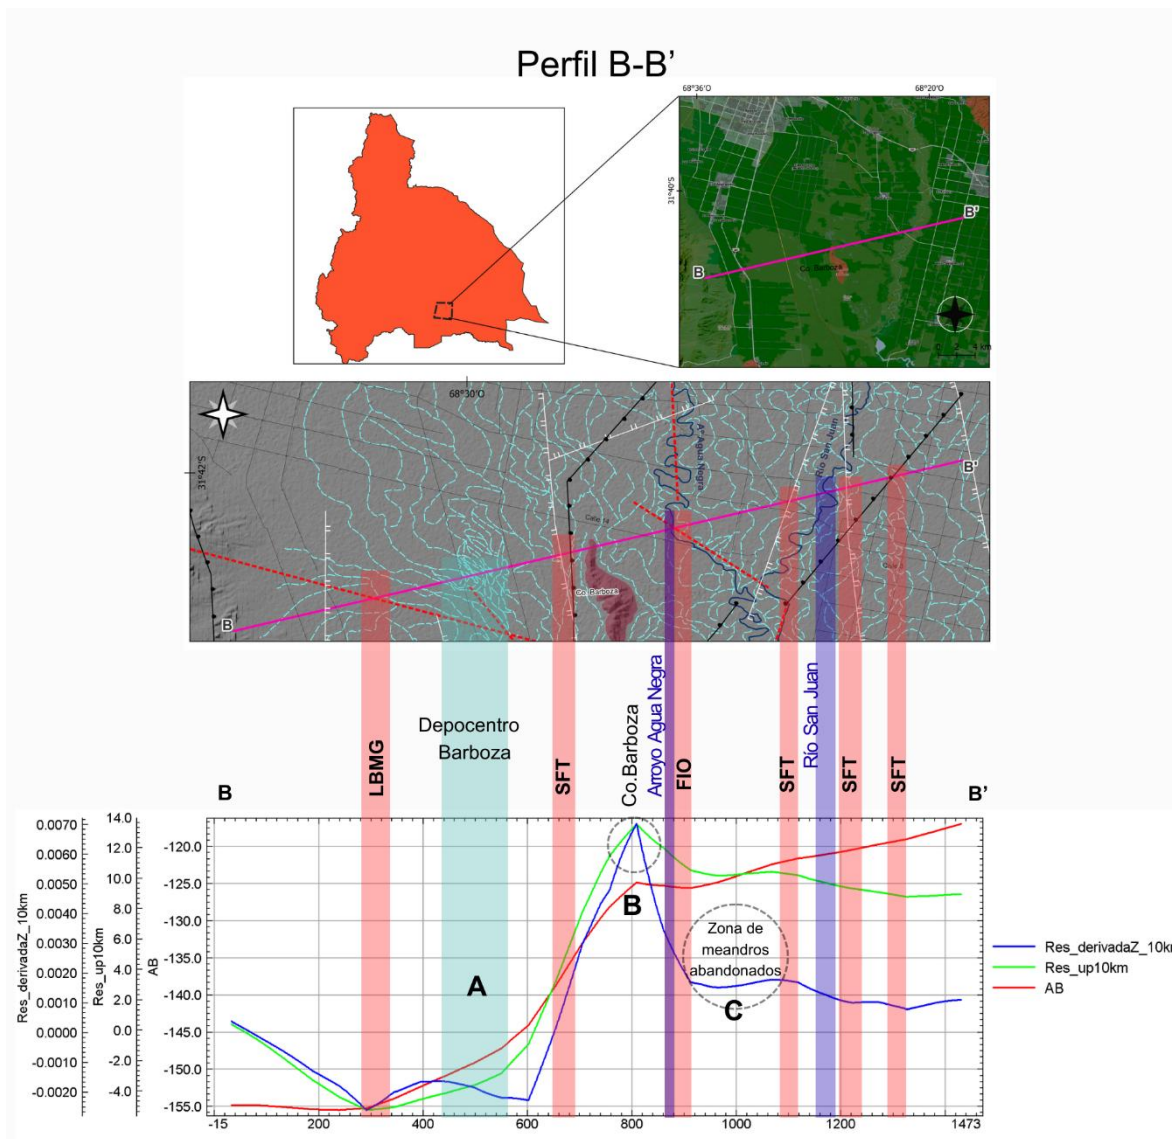 Perfil B-B’
68°36'O
68°20'O
31°40'S
B'
B
Co. Barboza
0 2 4 km
68°30'O
31°42'S
A° Agua Negra
Río San Juan
B'
Calle 14
Co. Barboza
B
Depocentro
Barboza
LBMG
SFT
Co.Barboza
Arroyo Agua Negra
FIO
SFT
Río San Juan
SFT
SFT
B
B’
0.0070
0.0060
0.0050
0.0040
0.0030
0.0020
0.0010
0.0000
-0.0010
-0.0020
Res_derivadaZ_10km
14.0
12.0
10.0
8.0
6.0
4.0
2.0
0.0
-2.0
-4.0
Res_up10km
-120.0
-125.0
-130.0
-135.0
-140.0
-145.0
-150.0
-155.0
AB
A
B
Zona de
meandros
abandonados
C
-15 200 400 600 800 1000 1200 1473
Res_derivadaZ_10km
Res_up10km
AB